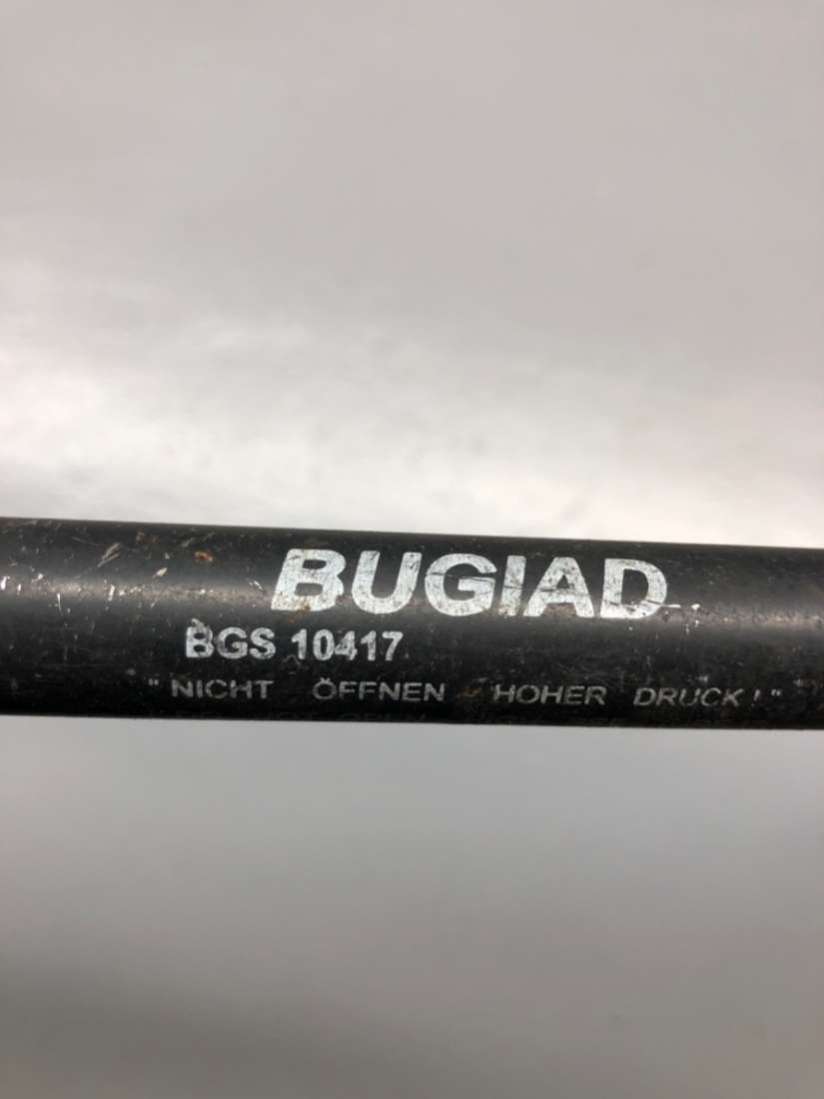 BUGIAD
BGS 10417
" NICHT ÖFFNEN HOHER DRUCK ! "